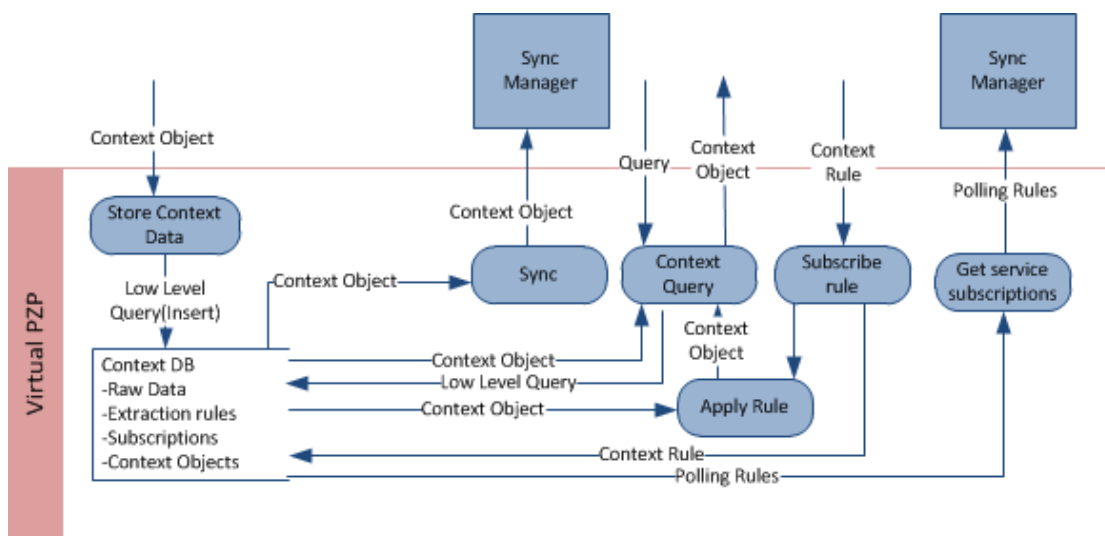 Sync
Manager
Sync
Manager
Context Object
Query
Context
Object
Context
Rule
Polling Rules
Store Context
Data
Context Object
Sync
Context
Query
Subscribe
rule
Get service
subscriptions
Context Object
Low Level
Query(Insert)
Context
Object
Virtual PZP
Context DB
-Raw Data
-Extraction rules
-Subscriptions
-Context Objects
Context Object
Low Level Query
Context Object
Apply Rule
Context Rule
Polling Rules